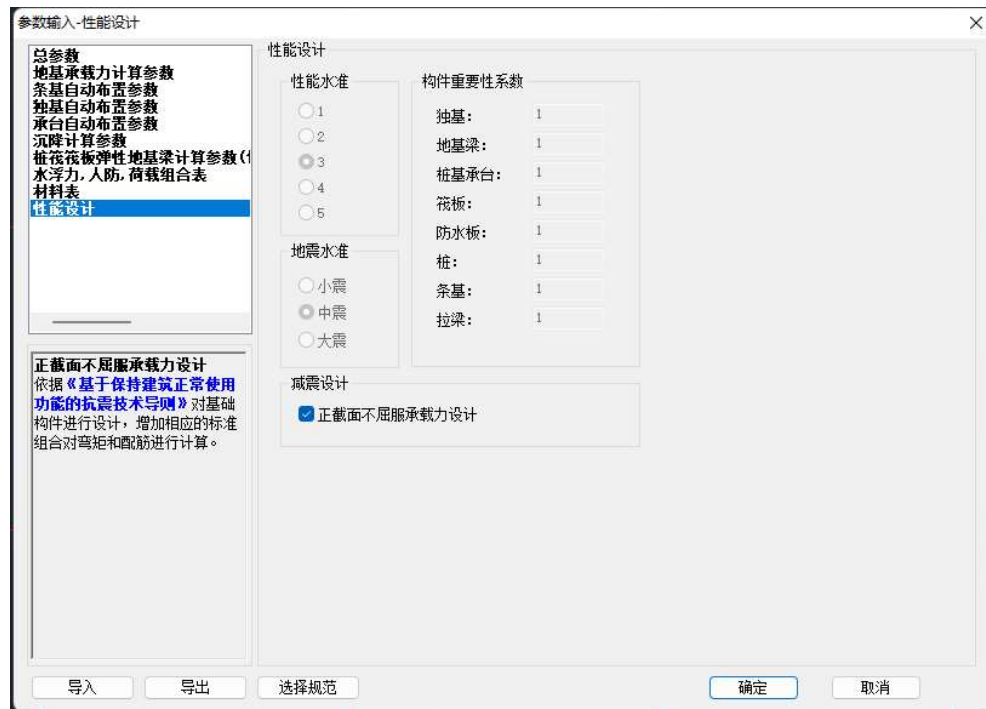 参数输入-性能设计
总参数
地基承载力计算参数
条基自动布置参数
独基自动布置参数
承台自动布置参数
沉降计算参数
桩筏筏板弹性地基梁计算参数(
水浮力,人防,荷载组合表
材料表
性能设计
正截面不屈服承载力设计
依据《基于保持建筑正常使用
功能的抗震技术导则》对基础
构件进行设计，增加相应的标准
组合对弯矩和配筋进行计算。
性能设计
性能水准
1
2
3
4
5
地震水准
小震
中震
大震
构件重要性系数
独基： 1
地基梁： 1
桩基承台： 1
筏板： 1
防水板： 1
桩： 1
条基： 1
拉梁： 1
减震设计
正截面不屈服承载力设计
导入 导出 选择规范 确定 取消